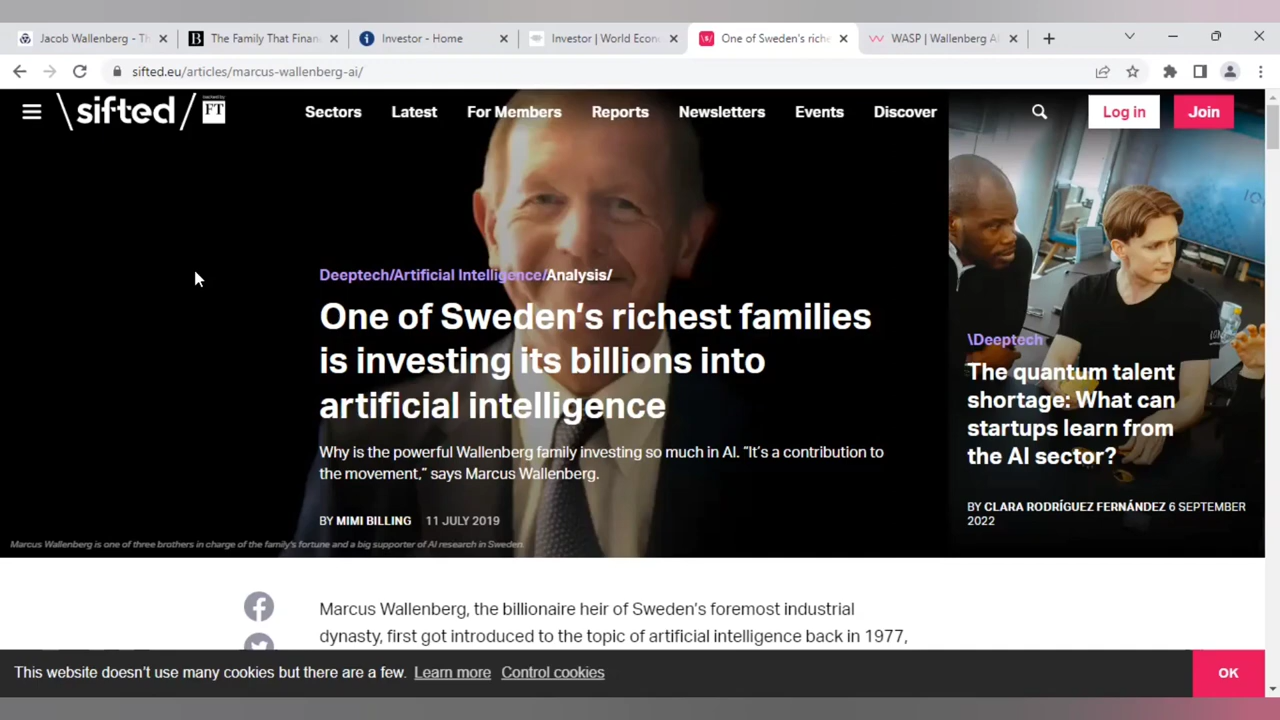 Jacob Wallenberg - Th
The Family That Finan
Investor - Home
Investor | World Econ
One of Sweden's riche
WASP | Wallenberg A
sifted.eu/articles/marcus-wallenberg-ai/
\sifted/
FT
Sectors
Latest
For Members
Reports
Newsletters
Events
Discover
Log in
Join
Deeptech/Artificial Intelligence/Analysis/
One of Sweden's richest families
is investing its billions into
artificial intelligence
Why is the powerful Wallenberg family investing so much in AI. "It's a contribution to
the movement," says Marcus Wallenberg.
BY MIMI BILLING 11 JULY 2019
Marcus Wallenberg is one of three brothers in charge of the family's fortune and a big supporter of AI research in Sweden.
\Deeptech
The quantum talent
shortage: What can
startups learn from
the AI sector?
BY CLARA RODRÍGUEZ FERNÁNDEZ 6 SEPTEMBER
2022
Marcus Wallenberg, the billionaire heir of Sweden's foremost industrial
dynasty, first got introduced to the topic of artificial intelligence back in 1977,
This website doesn't use many cookies but there are a few. Learn more Control cookies
OK